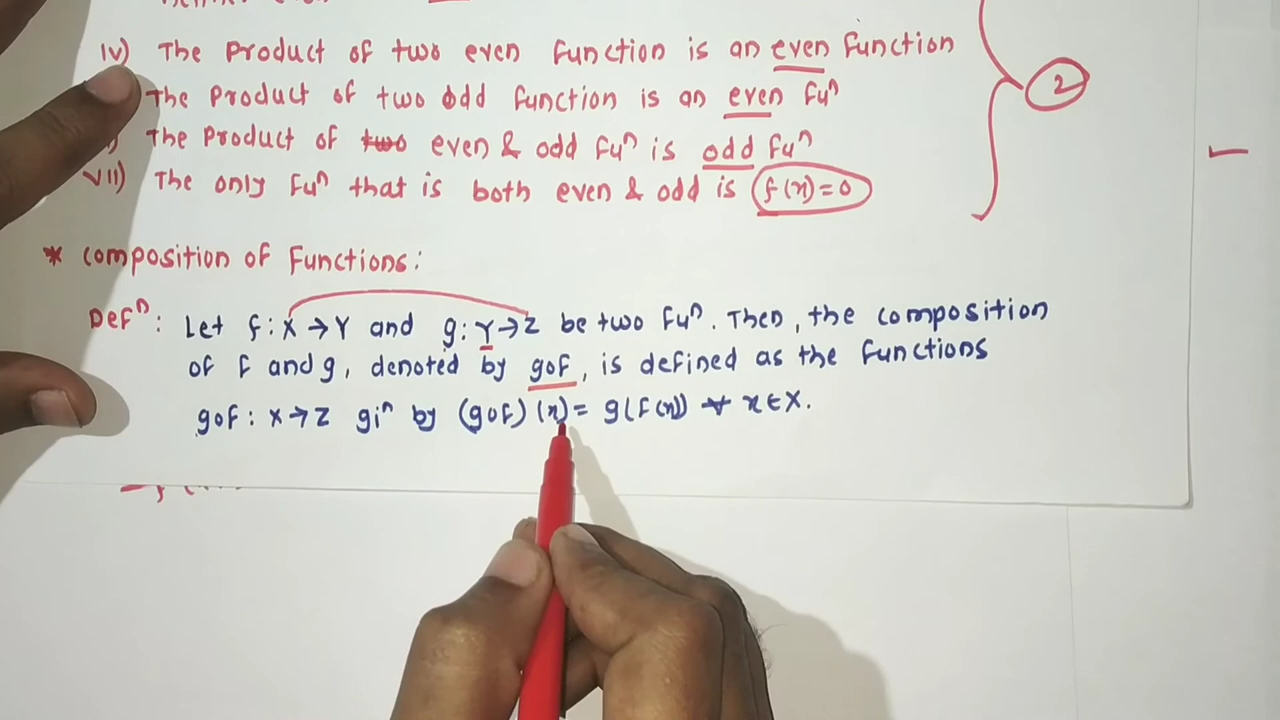 iv) The product of two even function is an even function
The product of two odd function is an even fuⁿ
) The product of two even & odd fuⁿ is odd fuⁿ
vii) The only fuⁿ that is both even & odd is f(x)=0
2
* Composition of Functions:
Defⁿ: Let f: X → Y and g: Y → Z be two fuⁿ. Then, the composition
of f and g, denoted by gof, is defined as the functions
gof: X → Z giⁿ by (gof)(x) = g(f(x)) ∀ x ∈ X.